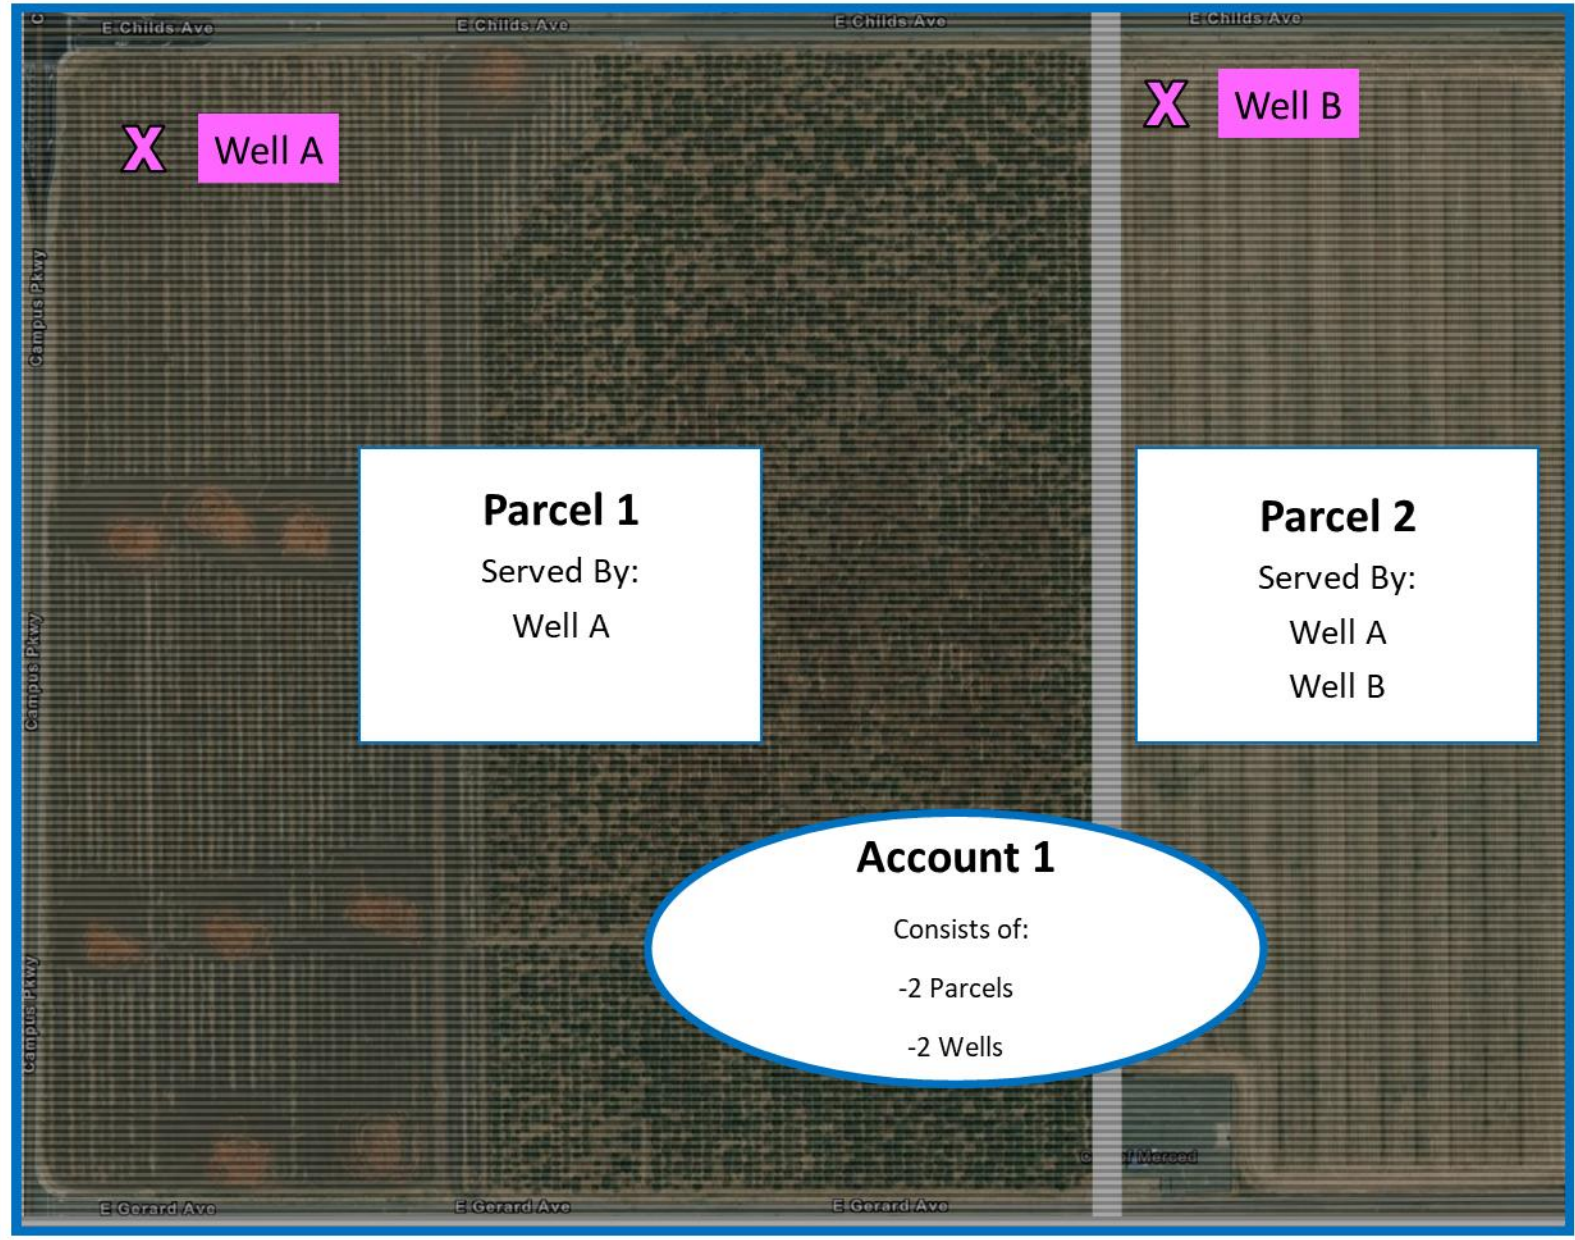 C
E Childs Ave
E Childs Ave
E Childs Ave
E Childs Ave
X
Well A
X
Well B
Campus Pkwy
Parcel 1
Served By:
Well A
Parcel 2
Served By:
Well A
Well B
Campus Pkwy
Account 1
Consists of:
-2 Parcels
-2 Wells
Campus Pkwy
of Merced
E Gerard Ave
E Gerard Ave
E Gerard Ave